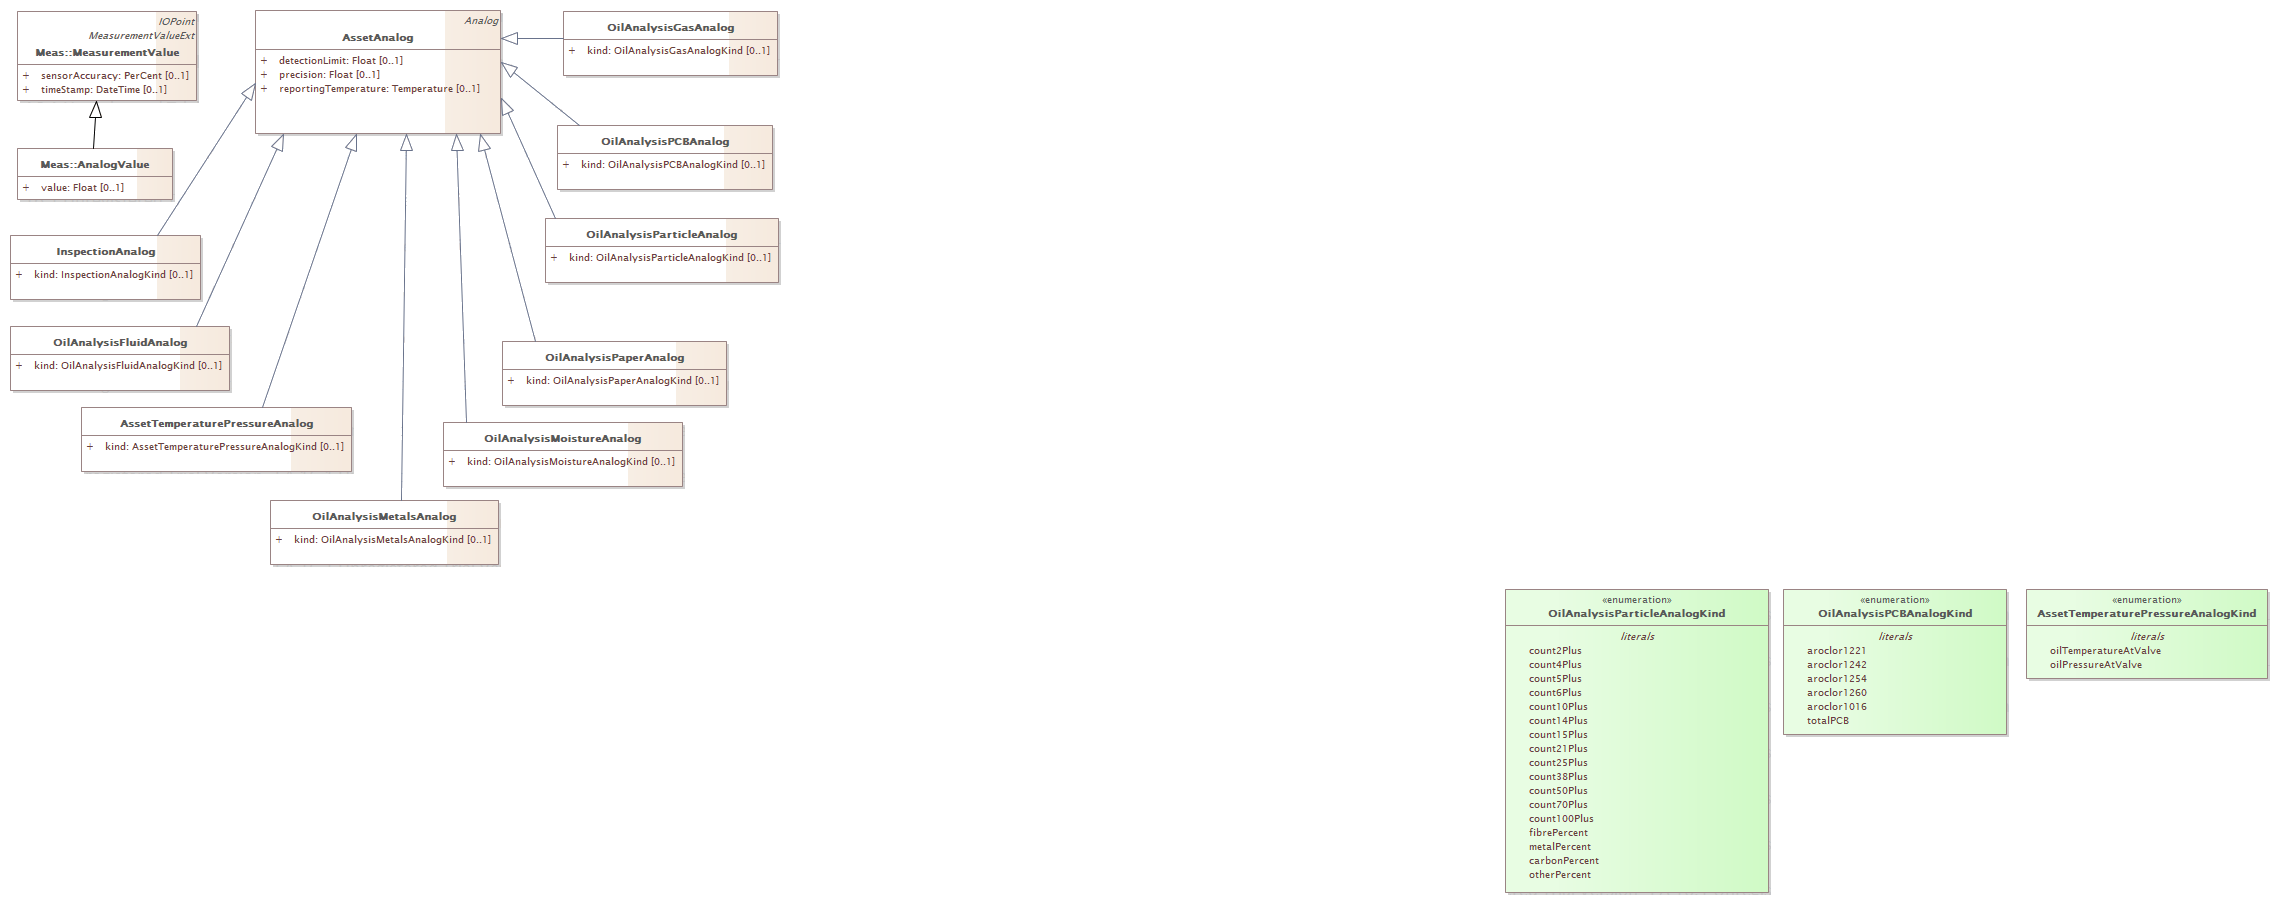 IOPoint
MeasurementValueExt
Meas::MeasurementValue
+ sensorAccuracy: PerCent [0..1]
+ timeStamp: DateTime [0..1]
Meas::AnalogValue
+ value: Float [0..1]
Analog
AssetAnalog
+ detectionLimit: Float [0..1]
+ precision: Float [0..1]
+ reportingTemperature: Temperature [0..1]
OilAnalysisGasAnalog
+ kind: OilAnalysisGasAnalogKind [0..1]
OilAnalysisPCBAnalog
+ kind: OilAnalysisPCBAnalogKind [0..1]
OilAnalysisParticleAnalog
+ kind: OilAnalysisParticleAnalogKind [0..1]
InspectionAnalog
+ kind: InspectionAnalogKind [0..1]
OilAnalysisFluidAnalog
+ kind: OilAnalysisFluidAnalogKind [0..1]
OilAnalysisPaperAnalog
+ kind: OilAnalysisPaperAnalogKind [0..1]
AssetTemperaturePressureAnalog
+ kind: AssetTemperaturePressureAnalogKind [0..1]
OilAnalysisMoistureAnalog
+ kind: OilAnalysisMoistureAnalogKind [0..1]
OilAnalysisMetalsAnalog
+ kind: OilAnalysisMetalsAnalogKind [0..1]
«enumeration»
OilAnalysisParticleAnalogKind
literals
count2Plus
count4Plus
count5Plus
count6Plus
count10Plus
count14Plus
count15Plus
count21Plus
count25Plus
count38Plus
count50Plus
count70Plus
count100Plus
fibrePercent
metalPercent
carbonPercent
otherPercent
«enumeration»
OilAnalysisPCBAnalogKind
literals
aroclor1221
aroclor1242
aroclor1254
aroclor1260
aroclor1016
totalPCB
«enumeration»
AssetTemperaturePressureAnalogKind
literals
oilTemperatureAtValve
oilPressureAtValve